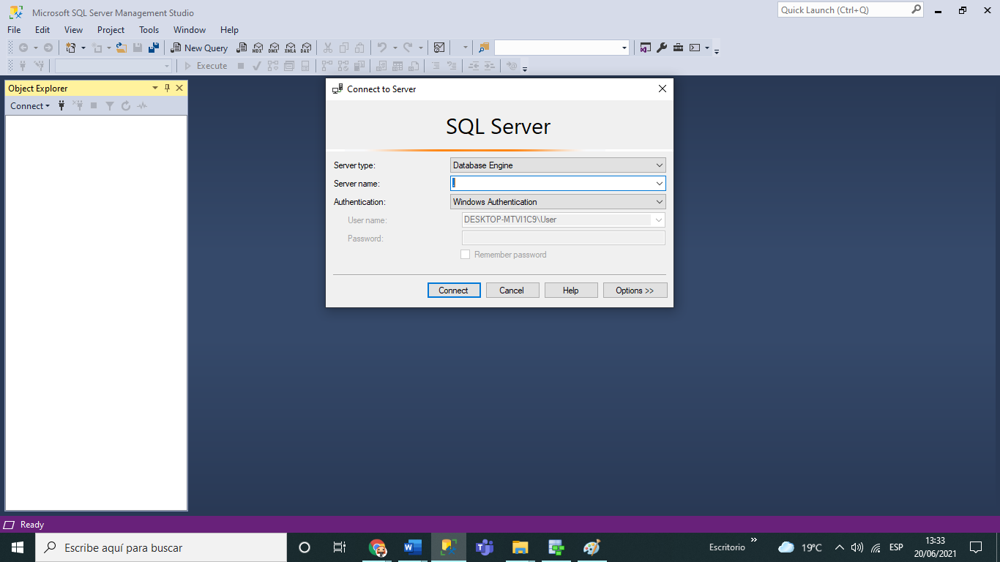 Microsoft SQL Server Management Studio
Quick Launch (Ctrl+Q)
File Edit View Project Tools Window Help
New Query
MDX DMX XMLA DAX
Execute
Object Explorer
Connect
Connect to Server
SQL Server
Server type: Database Engine
Server name: .
Authentication: Windows Authentication
User name: DESKTOP-MTVI1C9\User
Password:
Remember password
Connect Cancel Help Options >>
Ready
Escribe aquí para buscar
Escritorio
19°C
ESP
13:33
20/06/2021